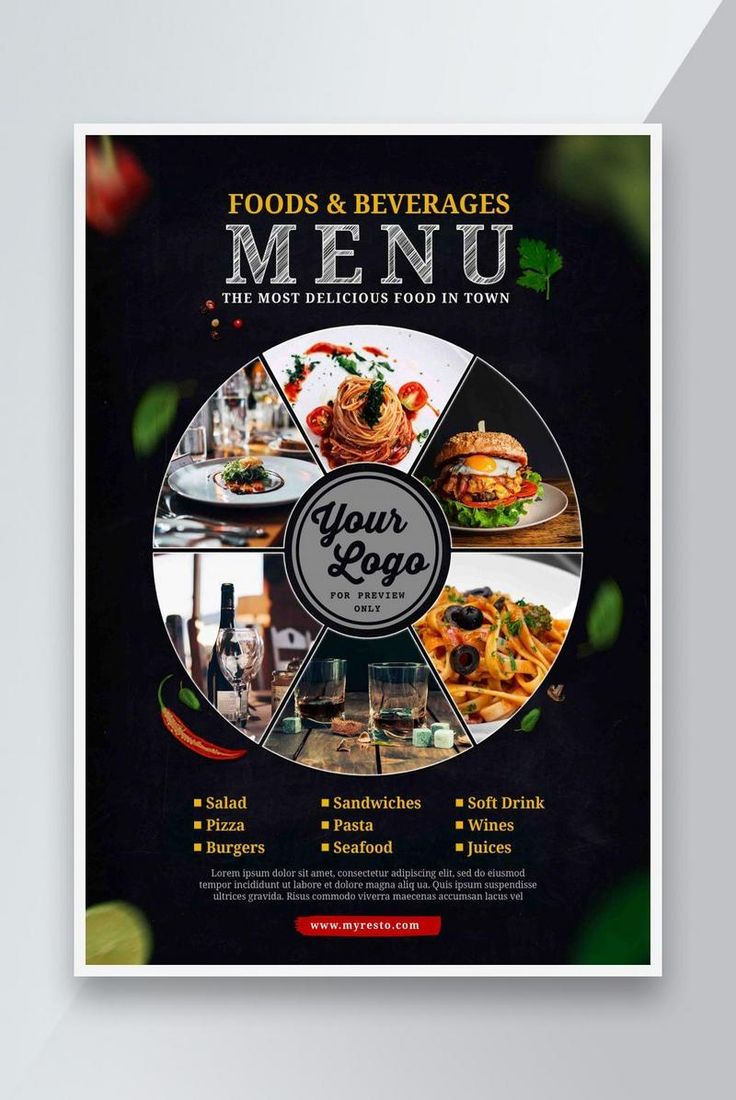 FOODS & BEVERAGES
MENU
THE MOST DELICIOUS FOOD IN TOWN
Your
Logo
FOR PREVIEW
ONLY
Salad
Sandwiches
Soft Drink
Pizza
Pasta
Wines
Burgers
Seafood
Juices
Lorem ipsum dolor sit amet, consectetur adipiscing elit, sed do eiusmod
tempor incididunt ut labore et dolore magna aliqua. Quis ipsum suspendisse
ultrices gravida. Risus commodo viverra maecenas accumsan lacus vel
www.myresto.com